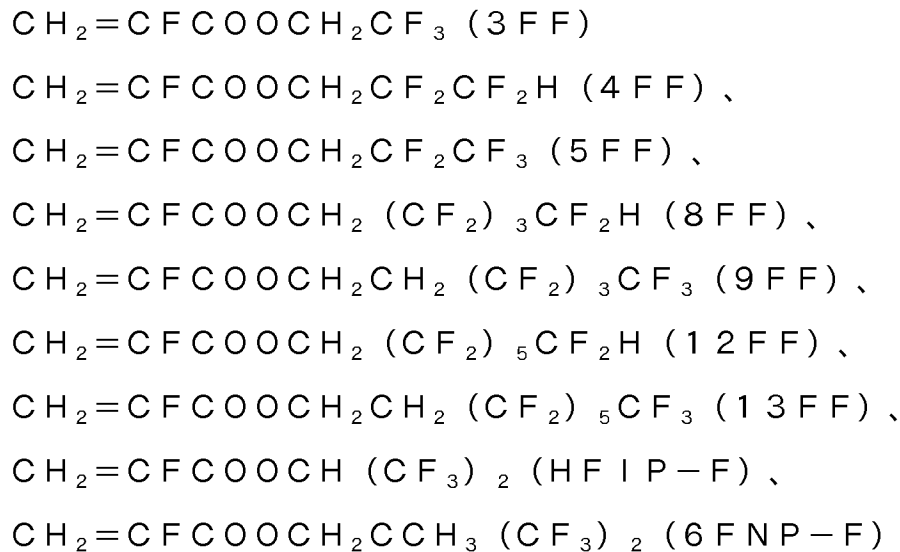 CH₂=CFCOOCH₂CF₃(3FF)
CH₂=CFCOOCH₂CF₂CF₂H(4FF)、
CH₂=CFCOOCH₂CF₂CF₃(5FF)、
CH₂=CFCOOCH₂(CF₂)₃CF₂H(8FF)、
CH₂=CFCOOCH₂CH₂(CF₂)₃CF₃(9FF)、
CH₂=CFCOOCH₂(CF₂)₅CF₂H(12FF)、
CH₂=CFCOOCH₂CH₂(CF₂)₅CF₃(13FF)、
CH₂=CFCOOCH(CF₃)₂(HFIP-F)、
CH₂=CFCOOCH₂CCH₃(CF₃)₂(6FNP-F)